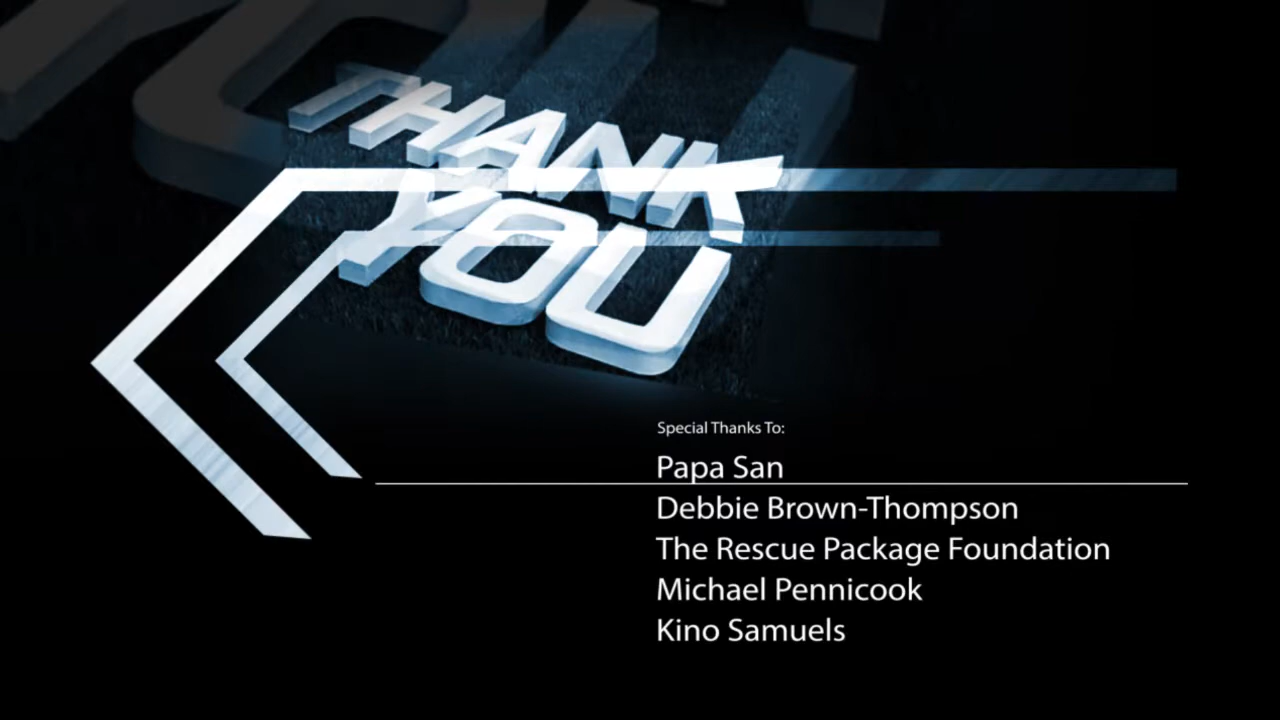 THANK
YOU
Special Thanks To:
Papa San
Debbie Brown-Thompson
The Rescue Package Foundation
Michael Pennicook
Kino Samuels